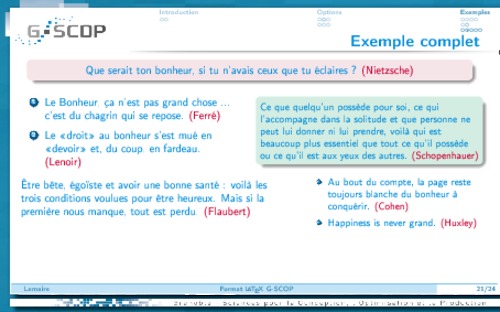 Introduction Options Exemples
G-SCOP
Exemple complet
Que serait ton bonheur, si tu n'avais ceux que tu éclaires ? (Nietzsche)
Le Bonheur, ça n'est pas grand chose ...
c'est du chagrin qui se repose. (Ferré)
Le «droit» au bonheur s'est mué en
«devoir» et, du coup, en fardeau.
(Lenoir)
Ce que quelqu'un possède pour soi, ce qui
l'accompagne dans la solitude et que personne ne
peut lui donner ni lui prendre, voilà qui est
beaucoup plus essentiel que tout ce qu'il possède
ou ce qu'il est aux yeux des autres. (Schopenhauer)
Être bête, égoïste et avoir une bonne santé : voilà les
trois conditions voulues pour être heureux. Mais si la
première nous manque, tout est perdu. (Flaubert)
Au bout du compte, la page reste
toujours blanche du bonheur à
conquérir. (Cohen)
Happiness is never grand. (Huxley)
Lemaire Format LATEX G-SCOP 21/24
Grenoble Sciences pour la Conception, l'Optimisation et la Production